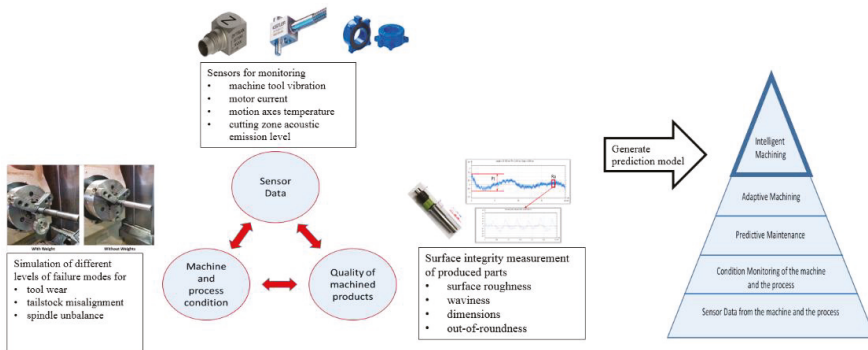 Sensors for monitoring
• machine tool vibration
• motor current
• motion axes temperature
• cutting zone acoustic
emission level
With Weight
Without Weights
Simulation of different
levels of failure modes for
• tool wear
• tailstock misalignment
• spindle unbalance
Sensor
Data
Machine
and
process
condition
Quality of
machined
products
Surface integrity measurement
of produced parts
• surface roughness
• waviness
• dimensions
• out-of-roundness
Generate
prediction model
Intelligent
Machining
Adaptive Machining
Predictive Maintenance
Condition Monitoring of the machine
and the process
Sensor Data from the machine and the process